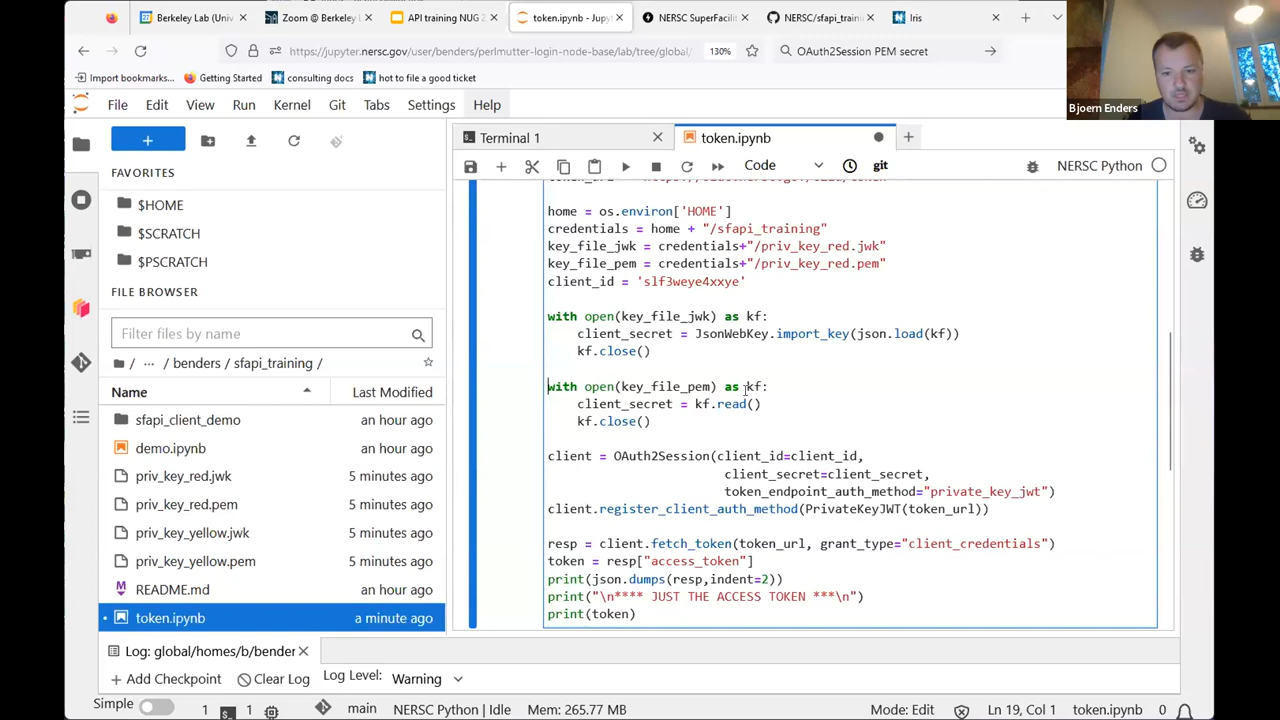 Berkeley Lab (Univ
Zoom @ Berkeley L
API training NUG 2
token.ipynb - Jupyt
NERSC SuperFacilit
NERSC/sfapi_traini
Iris
https://jupyter.nersc.gov/user/benders/perlmutter-login-node-base/lab/tree/global/
130%
OAuth2Session PEM secret
Import bookmarks...
Getting Started
consulting docs
hot to file a good ticket
Bjoern Enders
File Edit View Run Kernel Git Tabs Settings Help
Terminal 1
token.ipynb
Code
git
NERSC Python
FAVORITES
$HOME
$SCRATCH
$PSCRATCH
FILE BROWSER
Filter files by name
/ ··· / benders / sfapi_training /
Name Last Modified
sfapi_client_demo an hour ago
demo.ipynb an hour ago
priv_key_red.jwk 5 minutes ago
priv_key_red.pem 5 minutes ago
priv_key_yellow.jwk 5 minutes ago
priv_key_yellow.pem 5 minutes ago
README.md an hour ago
token.ipynb a minute ago
home = os.environ['HOME']
credentials = home + "/sfapi_training"
key_file_jwk = credentials+"/priv_key_red.jwk"
key_file_pem = credentials+"/priv_key_red.pem"
client_id = 'slf3weye4xxye'
with open(key_file_jwk) as kf:
client_secret = JsonWebKey.import_key(json.load(kf))
kf.close()
with open(key_file_pem) as kf:
client_secret = kf.read()
kf.close()
client = OAuth2Session(client_id=client_id,
client_secret=client_secret,
token_endpoint_auth_method="private_key_jwt")
client.register_client_auth_method(PrivateKeyJWT(token_url))
resp = client.fetch_token(token_url, grant_type="client_credentials")
token = resp["access_token"]
print(json.dumps(resp,indent=2))
print("\n**** JUST THE ACCESS TOKEN ***\n")
print(token)
Log: global/homes/b/bender
Add Checkpoint
Clear Log
Log Level:
Warning
Simple
1
1
main
NERSC Python | Idle
Mem: 265.77 MB
Mode: Edit
Ln 19, Col 1
token.ipynb
0